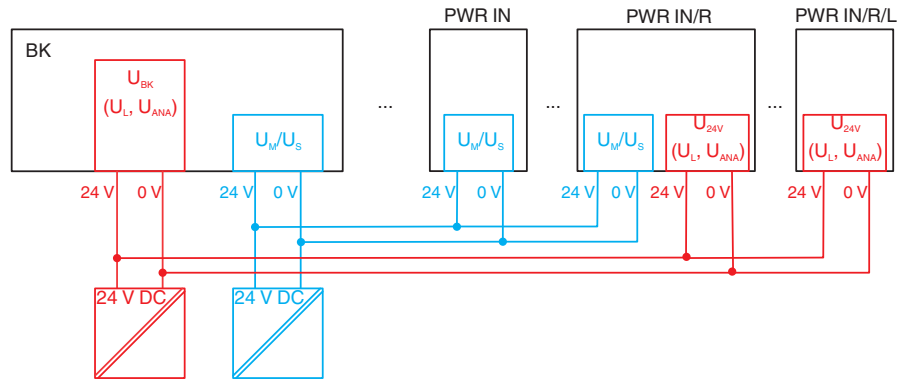 PWR IN PWR IN/R PWR IN/R/L
BK
U_BK
(U_L, U_ANA)
... ... ...
U_M/U_S U_M/U_S U_M/U_S U_24V U_24V
(U_L, U_ANA) (U_L, U_ANA)
24 V 0 V 24 V 0 V 24 V 0 V 24 V 0 V 24 V 0 V 24 V 0 V
24 V DC 24 V DC